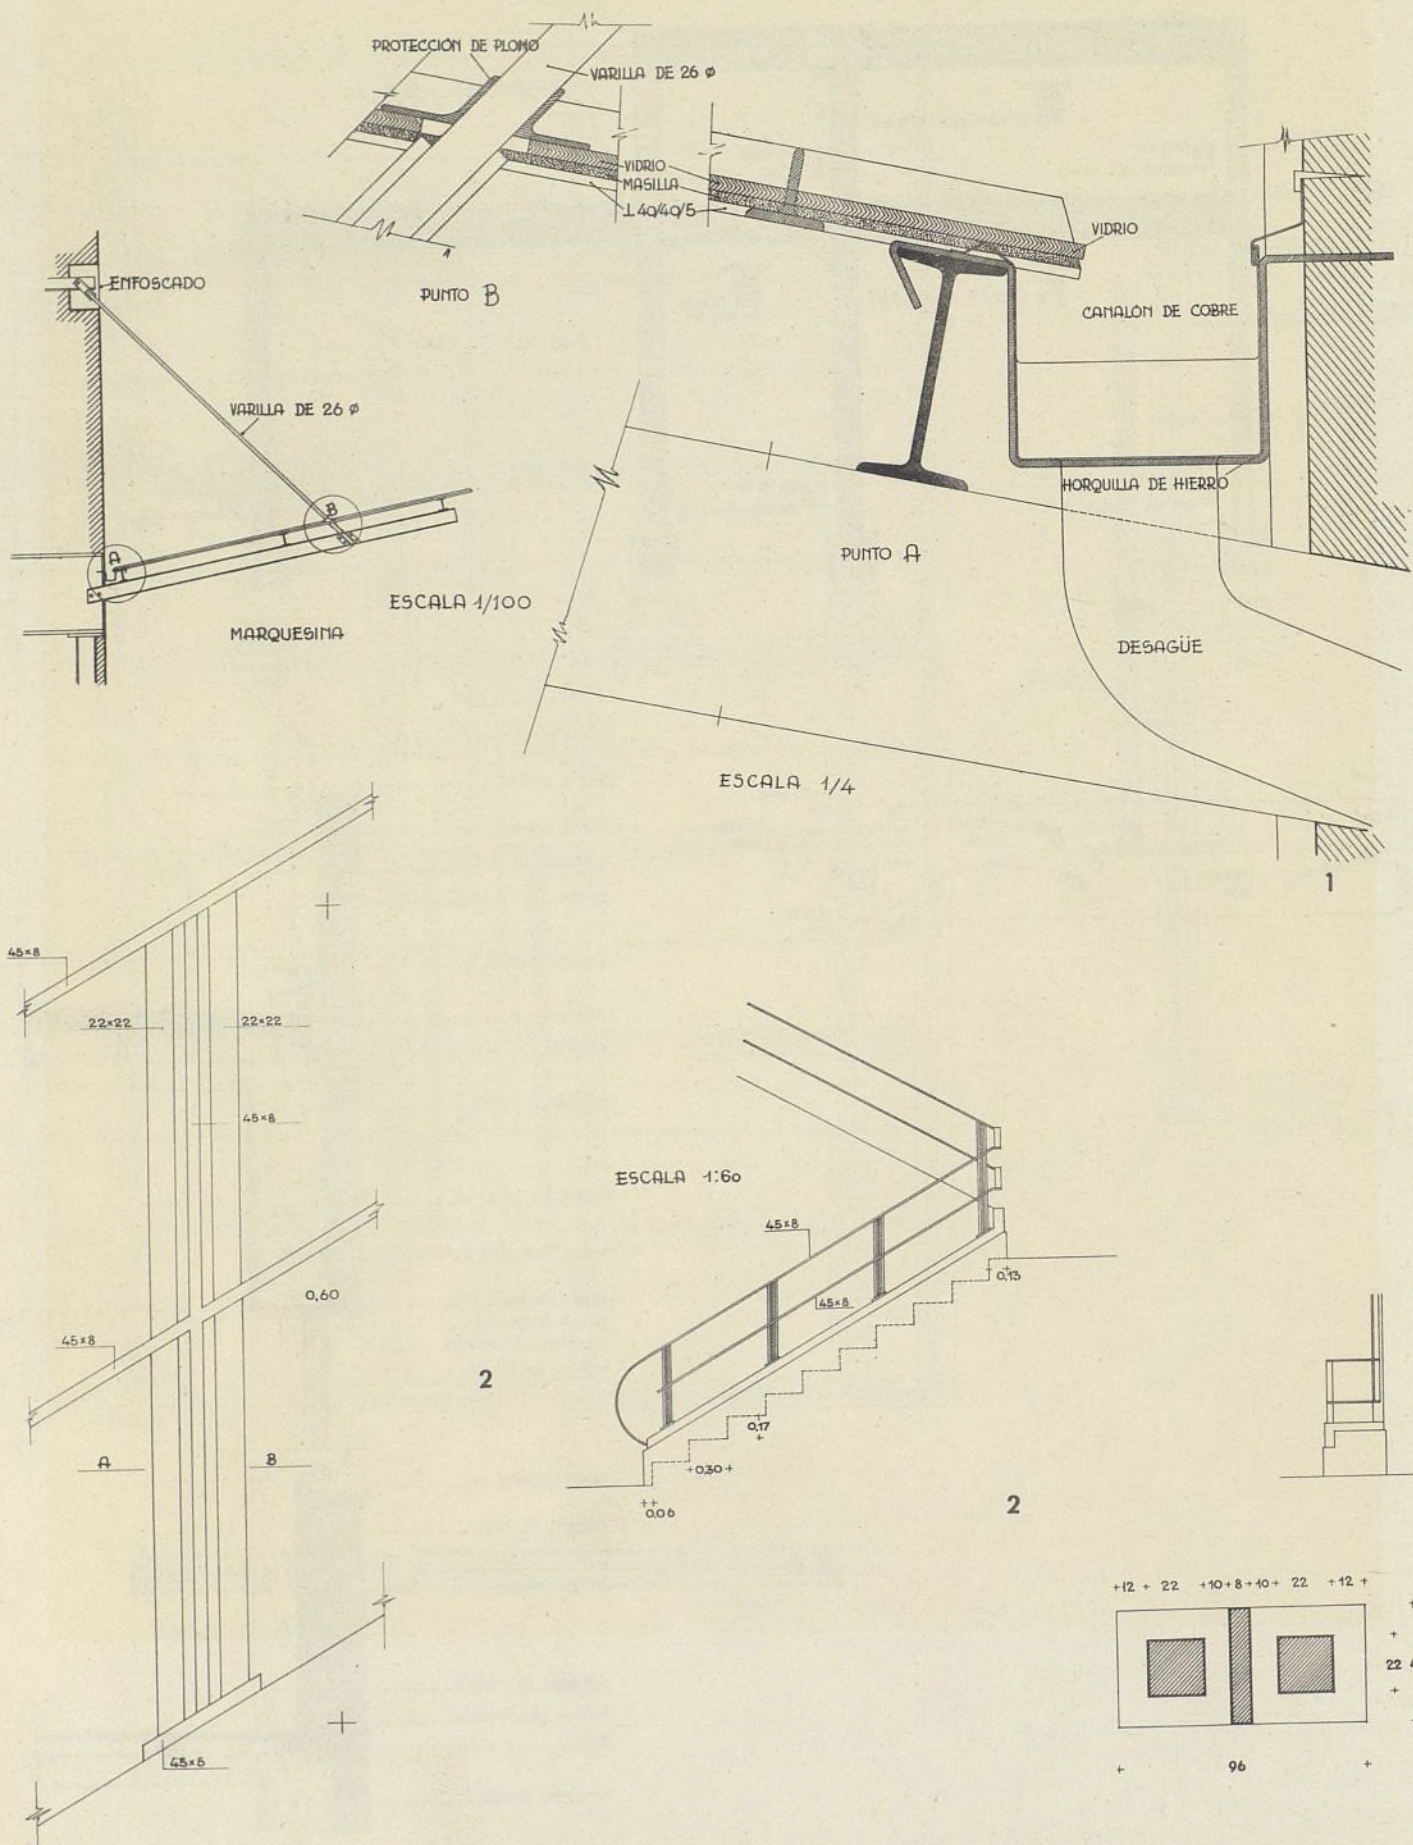 PROTECCIÓN DE PLOMO
VARILLA DE 26 ø
VIDRIO
MASILLA
⊥ 40/40/5
VIDRIO
ENFOSCADO
PUNTO B
CANALÓN DE COBRE
VARILLA DE 26 ø
HORQUILLA DE HIERRO
B
A
PUNTO A
ESCALA 1/100
MARQUESINA
DESAGÜE
ESCALA 1/4
1
45×8
22×22
22×22
45×8
ESCALA 1:60
45×8
0,13
0,60
45×8
45×8
2
0,17
A
B
+0,30+
2
++
0,06
+12 + 22 +10+8+10+ 22 +12+
22
96